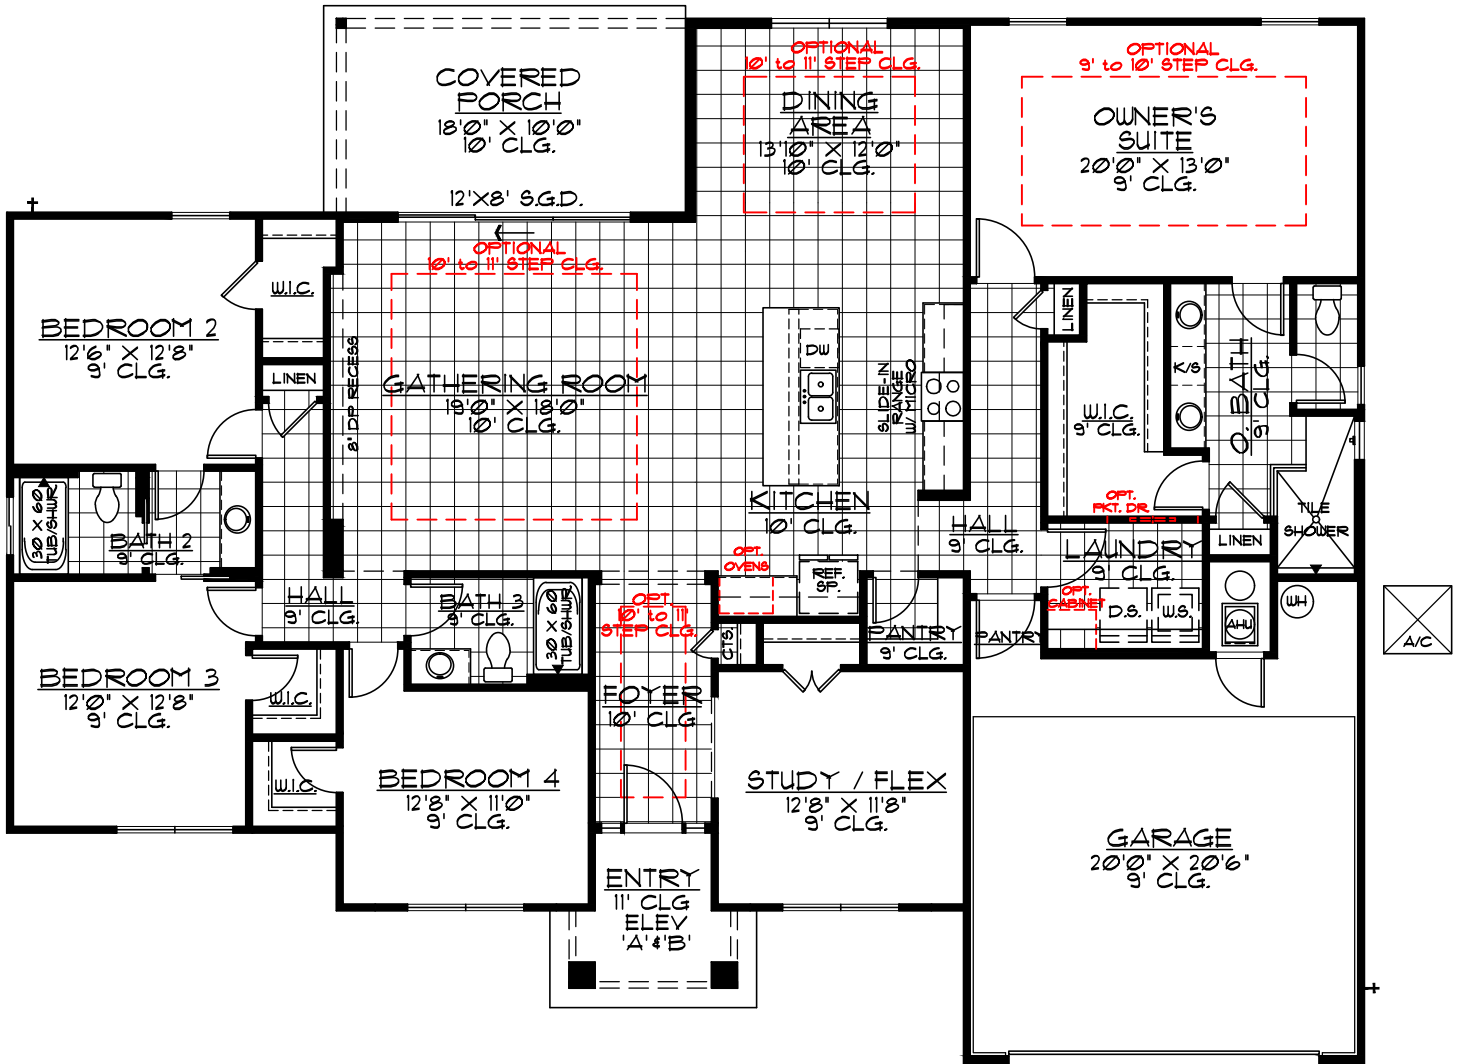 COVERED
PORCH
18'0" X 10'0"
10' CLG.
12'X8' S.G.D.
OPTIONAL
10' to 11' STEP CLG.
DINING
AREA
13'10" X 12'0"
10' CLG.
OPTIONAL
9' to 10' STEP CLG.
OWNER'S
SUITE
20'0" X 13'0"
9' CLG.
OPTIONAL
10' to 11' STEP CLG.
W.I.C.
BEDROOM 2
12'6" X 12'8"
9' CLG.
LINEN
8' DP RECESS
GATHERING ROOM
19'0" X 18'0"
10' CLG.
DW
SLIDE-IN
RANGE
W/ MICRO
LINEN
W.I.C.
9' CLG.
K/S
O. BATH
9' CLG.
30 X 60
TUB/SHWR
BATH 2
9' CLG.
KITCHEN
10' CLG.
HALL
9' CLG.
OPT.
PKT. DR.
LAUNDRY
9' CLG.
LINEN
TILE
SHOWER
OPT.
OVENS
REF.
SP.
OPT.
CABINET
D.S.
W.S.
AHU
WH
A/C
HALL
9' CLG.
BATH 3
9' CLG.
30 X 60
TUB/SHWR
OPT
10' to 11'
STEP CLG.
CTS.
PANTRY
9' CLG.
PANTRY
BEDROOM 3
12'0" X 12'8"
9' CLG.
W.I.C.
W.I.C.
FOYER
10' CLG
BEDROOM 4
12'8" X 11'0"
9' CLG.
STUDY / FLEX
12'8" X 11'8"
9' CLG.
GARAGE
20'0" X 20'6"
9' CLG.
ENTRY
11' CLG
ELEV
'A'&'B'